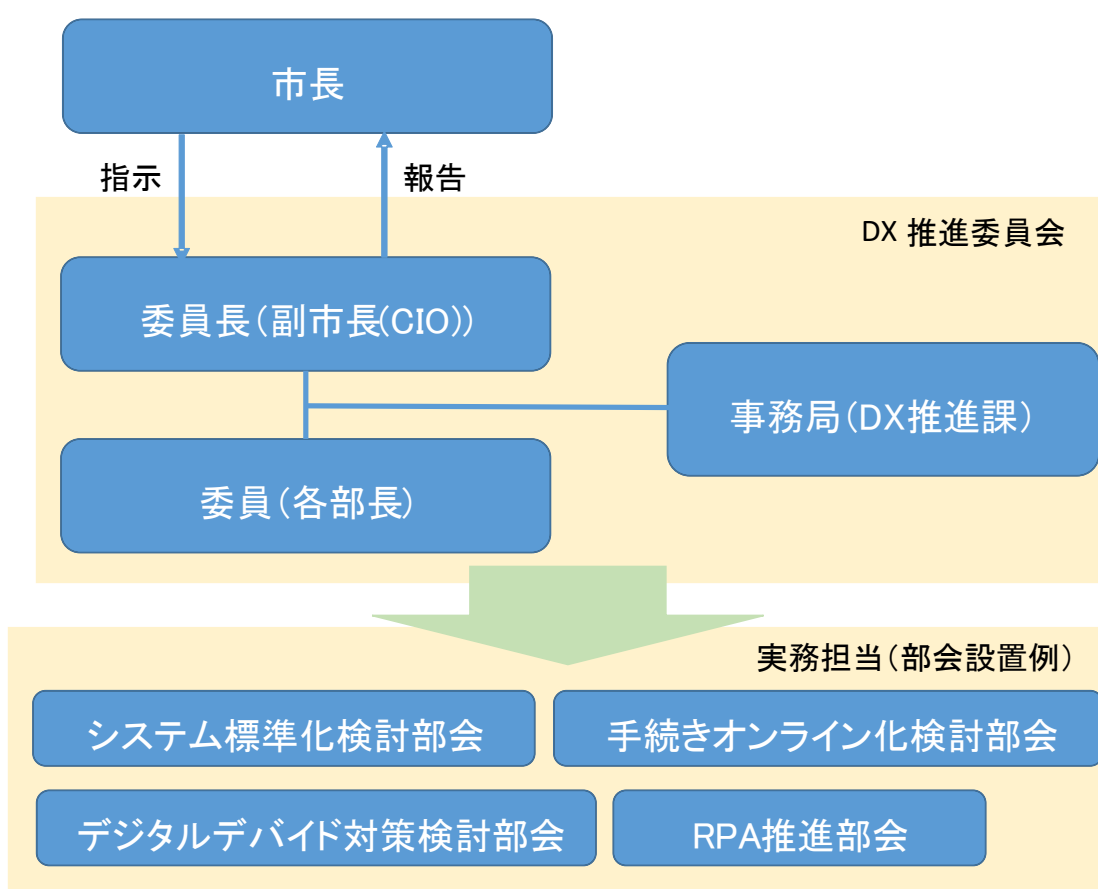 市長
指示
報告
DX 推進委員会
委員長(副市長(CIO))
事務局(DX推進課)
委員(各部長)
実務担当(部会設置例)
システム標準化検討部会
手続きオンライン化検討部会
デジタルデバイド対策検討部会
RPA推進部会